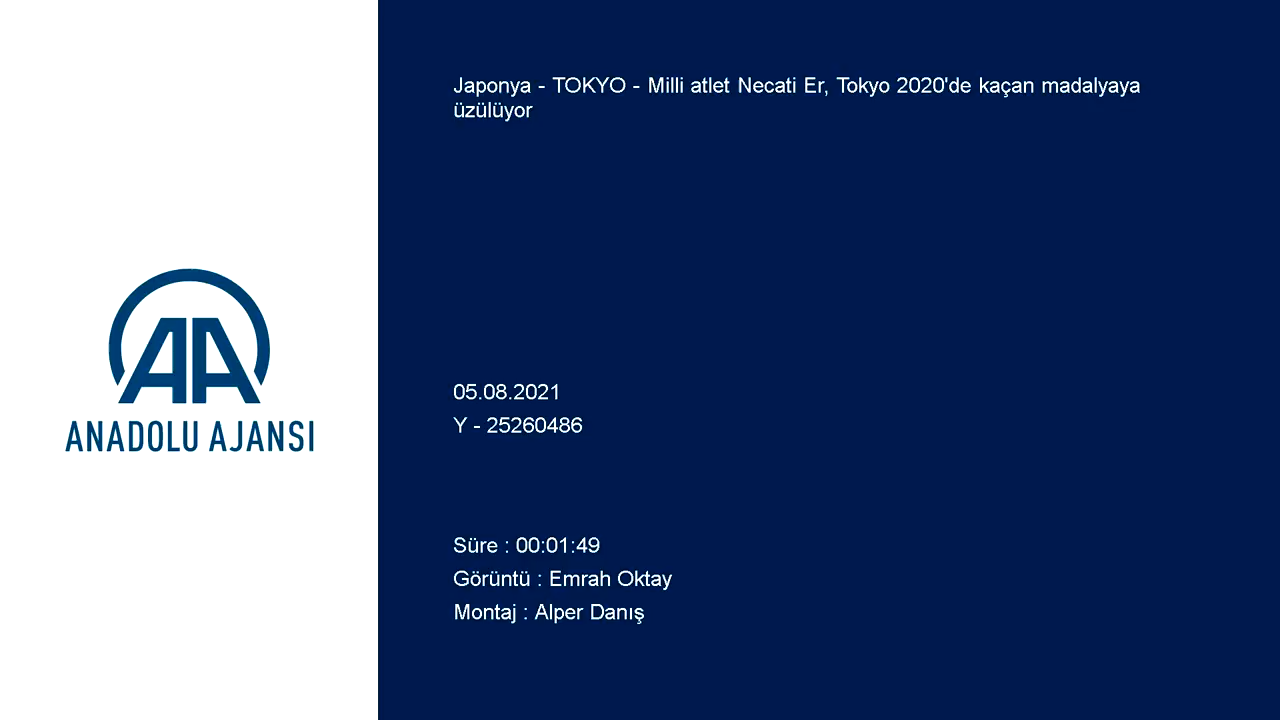 Japonya - TOKYO - Milli atlet Necati Er, Tokyo 2020'de kaçan madalyaya
üzülüyor
AA
ANADOLU AJANSI
05.08.2021
Y - 25260486
Süre : 00:01:49
Görüntü : Emrah Oktay
Montaj : Alper Danış